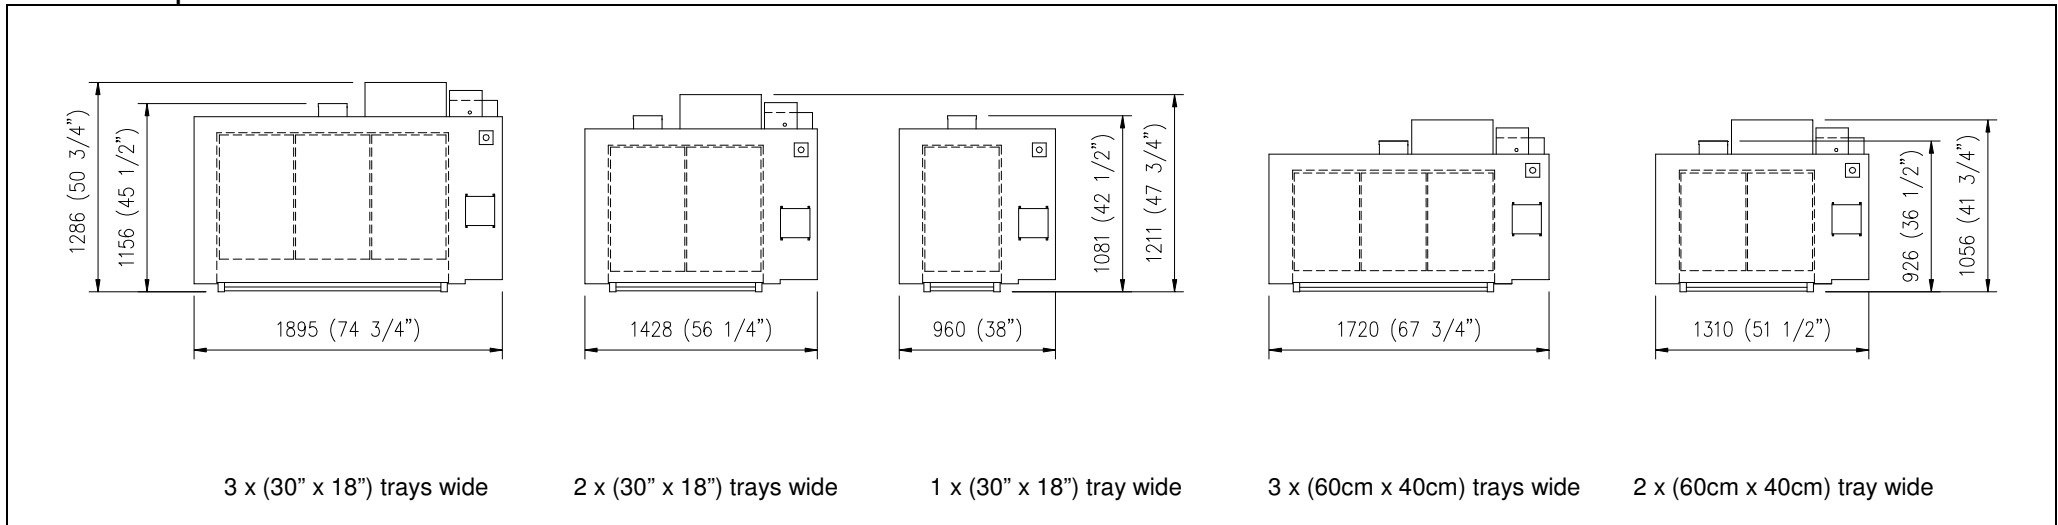 1286 (50 3/4”)
1156 (45 1/2”)
1895 (74 3/4”)
1428 (56 1/4”)
960 (38”)
1081 (42 1/2”)
1211 (47 3/4”)
1720 (67 3/4”)
1310 (51 1/2”)
926 (36 1/2”)
1056 (41 3/4”)
3 x (30” x 18”) trays wide
2 x (30” x 18”) trays wide
1 x (30” x 18”) tray wide
3 x (60cm x 40cm) trays wide
2 x (60cm x 40cm) tray wide